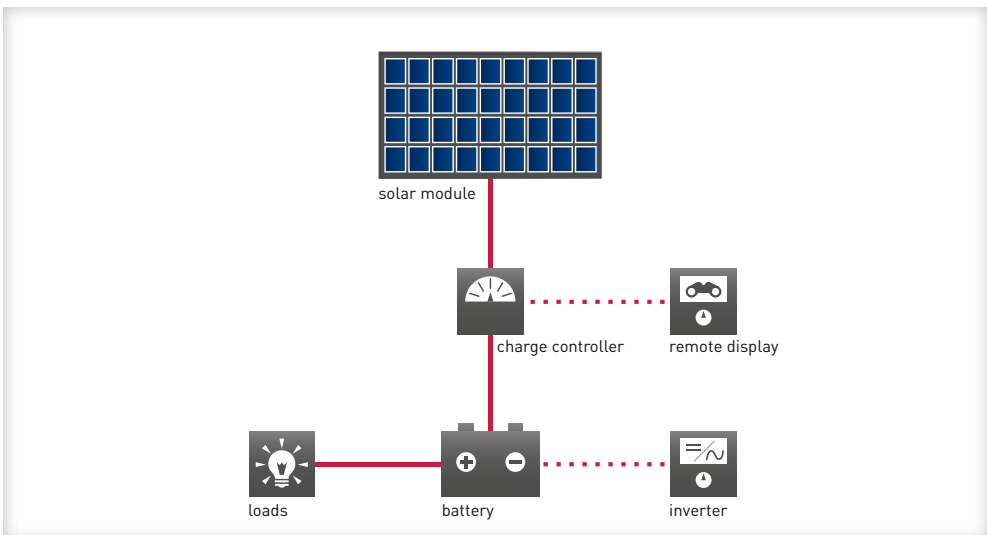 solar module
charge controller
remote display
loads
battery
inverter